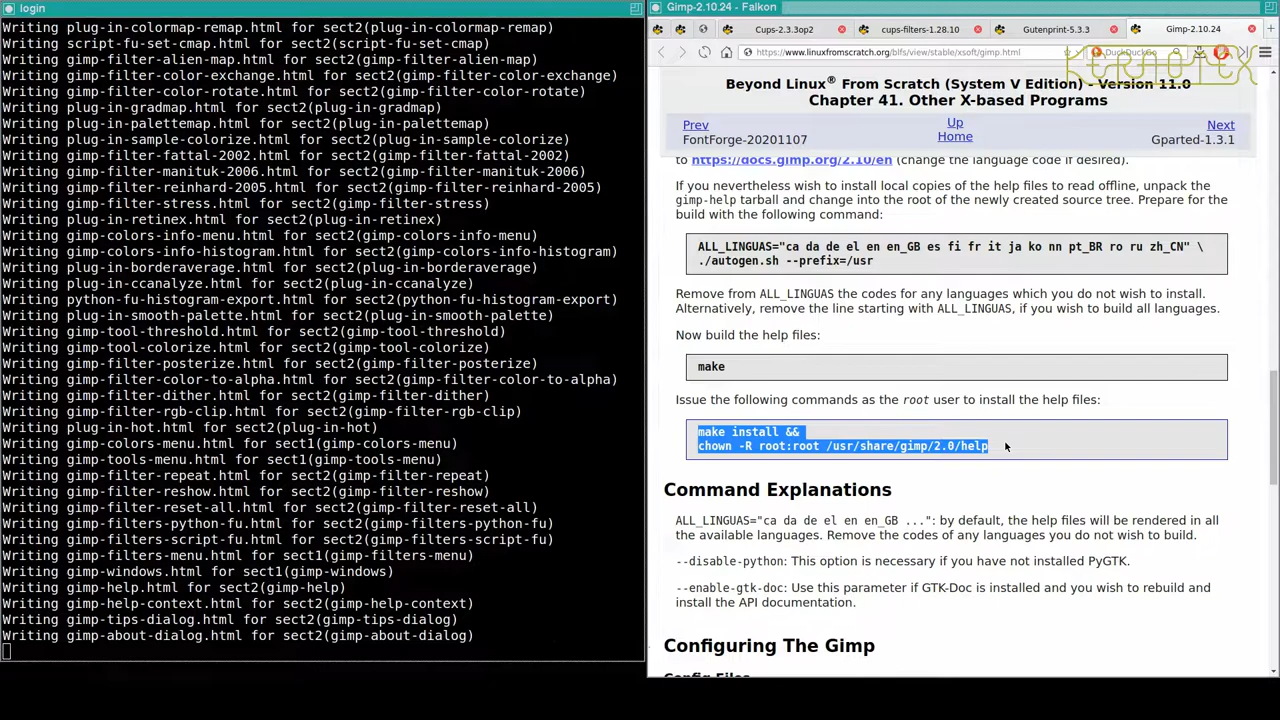 login
Writing plug-in-colormap-remap.html for sect2(plug-in-colormap-remap)
Writing script-fu-set-cmap.html for sect2(script-fu-set-cmap)
Writing gimp-filter-alien-map.html for sect2(gimp-filter-alien-map)
Writing gimp-filter-color-exchange.html for sect2(gimp-filter-color-exchange)
Writing gimp-filter-color-rotate.html for sect2(gimp-filter-color-rotate)
Writing plug-in-gradmap.html for sect2(plug-in-gradmap)
Writing plug-in-palettemap.html for sect2(plug-in-palettemap)
Writing plug-in-sample-colorize.html for sect2(plug-in-sample-colorize)
Writing gimp-filter-fattal-2002.html for sect2(gimp-filter-fattal-2002)
Writing gimp-filter-manituk-2006.html for sect2(gimp-filter-manituk-2006)
Writing gimp-filter-reinhard-2005.html for sect2(gimp-filter-reinhard-2005)
Writing gimp-filter-stress.html for sect2(gimp-filter-stress)
Writing plug-in-retinex.html for sect2(plug-in-retinex)
Writing gimp-colors-info-menu.html for sect2(gimp-colors-info-menu)
Writing gimp-colors-info-histogram.html for sect2(gimp-colors-info-histogram)
Writing plug-in-borderaverage.html for sect2(plug-in-borderaverage)
Writing plug-in-ccanalyze.html for sect2(plug-in-ccanalyze)
Writing python-fu-histogram-export.html for sect2(python-fu-histogram-export)
Writing plug-in-smooth-palette.html for sect2(plug-in-smooth-palette)
Writing gimp-tool-threshold.html for sect2(gimp-tool-threshold)
Writing gimp-tool-colorize.html for sect2(gimp-tool-colorize)
Writing gimp-filter-posterize.html for sect2(gimp-filter-posterize)
Writing gimp-filter-color-to-alpha.html for sect2(gimp-filter-color-to-alpha)
Writing gimp-filter-dither.html for sect2(gimp-filter-dither)
Writing gimp-filter-rgb-clip.html for sect2(gimp-filter-rgb-clip)
Writing plug-in-hot.html for sect2(plug-in-hot)
Writing gimp-colors-menu.html for sect1(gimp-colors-menu)
Writing gimp-tools-menu.html for sect1(gimp-tools-menu)
Writing gimp-filter-repeat.html for sect2(gimp-filter-repeat)
Writing gimp-filter-reshow.html for sect2(gimp-filter-reshow)
Writing gimp-filter-reset-all.html for sect2(gimp-filter-reset-all)
Writing gimp-filters-python-fu.html for sect2(gimp-filters-python-fu)
Writing gimp-filters-script-fu.html for sect2(gimp-filters-script-fu)
Writing gimp-filters-menu.html for sect1(gimp-filters-menu)
Writing gimp-windows.html for sect1(gimp-windows)
Writing gimp-help.html for sect2(gimp-help)
Writing gimp-help-context.html for sect2(gimp-help-context)
Writing gimp-tips-dialog.html for sect2(gimp-tips-dialog)
Writing gimp-about-dialog.html for sect2(gimp-about-dialog)
Gimp-2.10.24 - Falkon
Cups-2.3.3op2 cups-filters-1.28.10 Gutenprint-5.3.3 Gimp-2.10.24
https://www.linuxfromscratch.org/blfs/view/stable/xsoft/gimp.html DuckDuckGo
KERNOTEX
Beyond Linux® From Scratch (System V Edition) - Version 11.0
Chapter 41. Other X-based Programs
Prev Up Next
FontForge-20201107 Home Gparted-1.3.1
to https://docs.gimp.org/2.10/en (change the language code if desired).
If you nevertheless wish to install local copies of the help files to read offline, unpack the
gimp-help tarball and change into the root of the newly created source tree. Prepare for the
build with the following command:
ALL_LINGUAS="ca da de el en en_GB es fi fr it ja ko nn pt_BR ro ru zh_CN" \
./autogen.sh --prefix=/usr
Remove from ALL_LINGUAS the codes for any languages which you do not wish to install.
Alternatively, remove the line starting with ALL_LINGUAS, if you wish to build all languages.
Now build the help files:
make
Issue the following commands as the root user to install the help files:
make install &&
chown -R root:root /usr/share/gimp/2.0/help
Command Explanations
ALL_LINGUAS="ca da de el en en_GB ...": by default, the help files will be rendered in all
the available languages. Remove the codes of any languages you do not wish to build.
--disable-python: This option is necessary if you have not installed PyGTK.
--enable-gtk-doc: Use this parameter if GTK-Doc is installed and you wish to rebuild and
install the API documentation.
Configuring The Gimp
Config Files